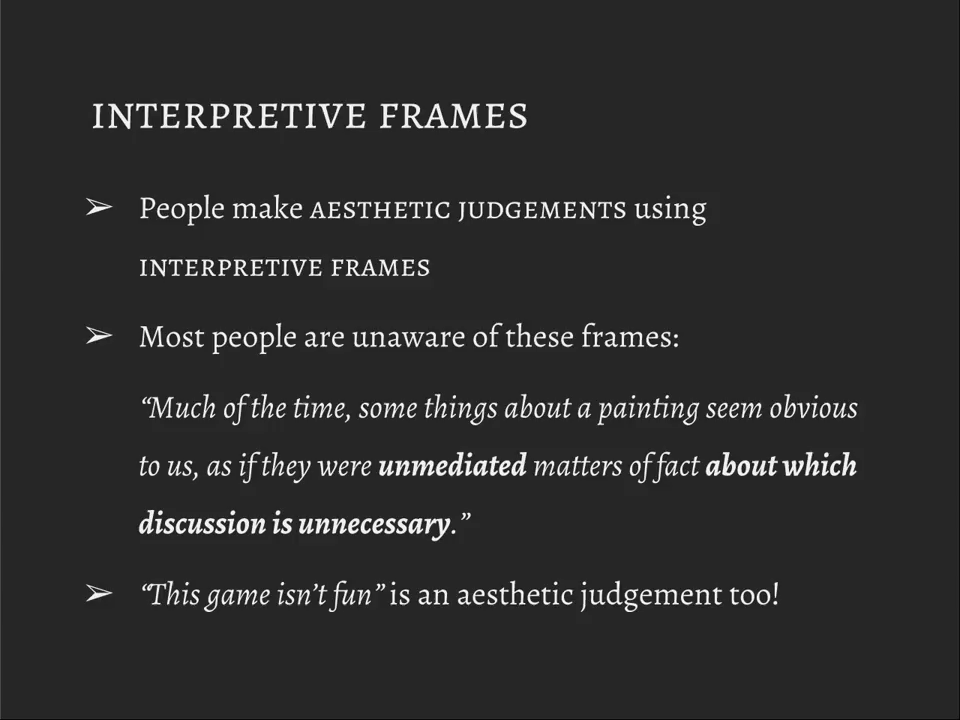 INTERPRETIVE FRAMES
➢ People make AESTHETIC JUDGEMENTS using
INTERPRETIVE FRAMES
➢ Most people are unaware of these frames:
“Much of the time, some things about a painting seem obvious
to us, as if they were unmediated matters of fact about which
discussion is unnecessary.”
➢ “This game isn’t fun” is an aesthetic judgement too!